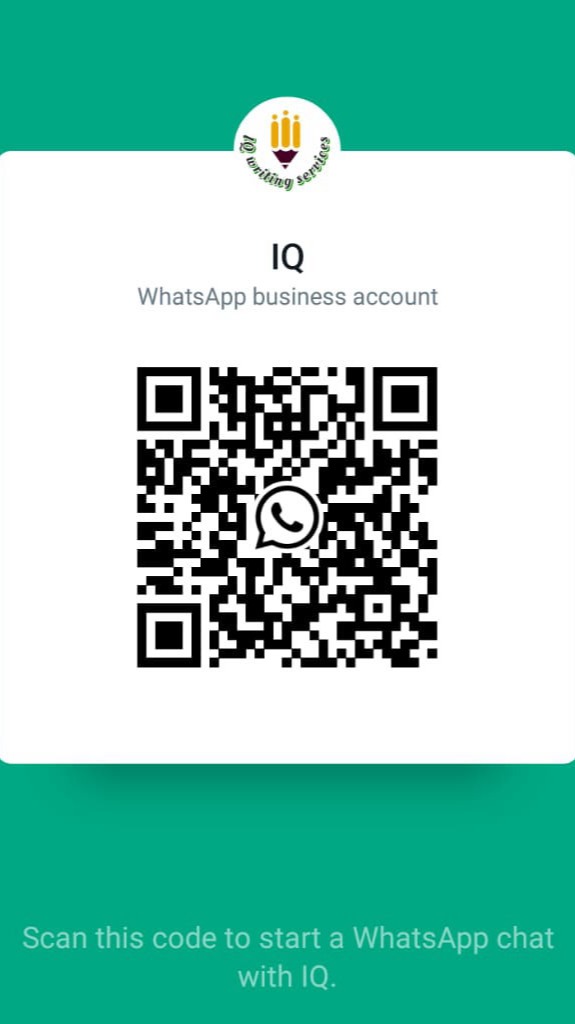 IQ writing services
IQ
WhatsApp business account
Scan this code to start a WhatsApp chat
with IQ.